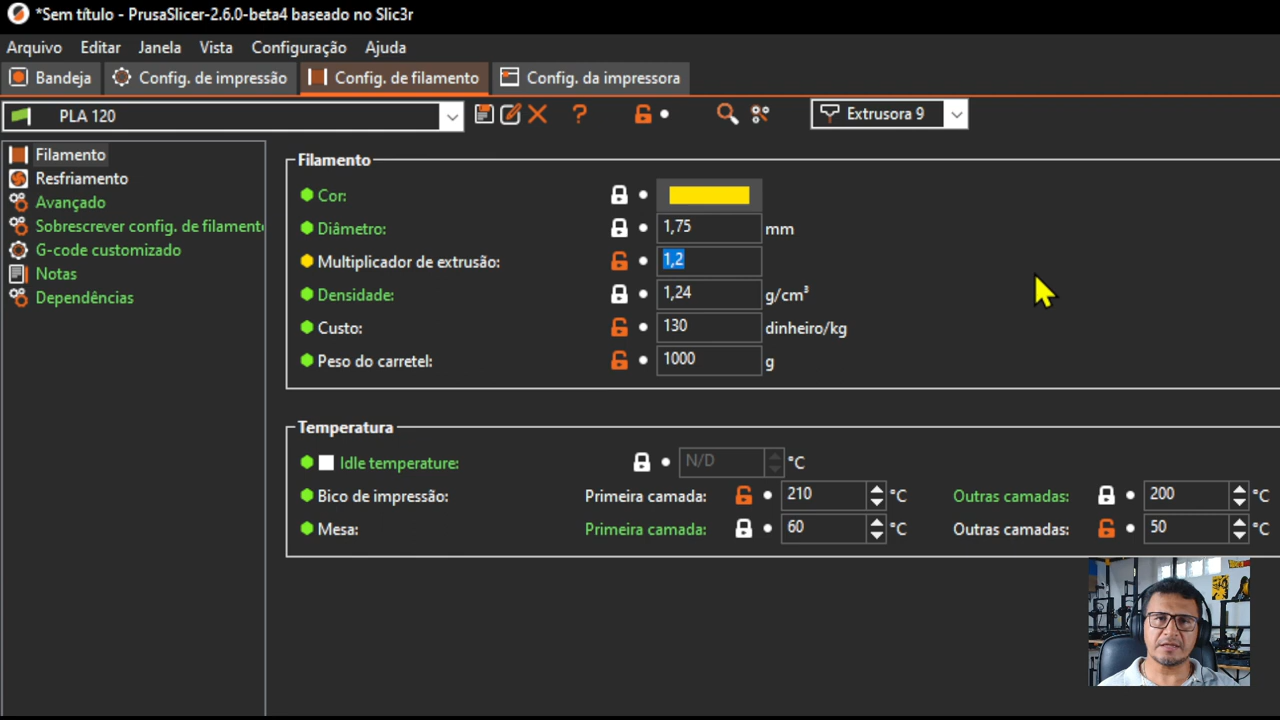 *Sem título - PrusaSlicer-2.6.0-beta4 baseado no Slic3r
Arquivo Editar Janela Vista Configuração Ajuda
Bandeja Config. de impressão Config. de filamento Config. da impressora
PLA 120 ? Extrusora 9
Filamento
Resfriamento
Avançado
Sobrescrever config. de filament
G-code customizado
Notas
Dependências
Filamento
Cor:
Diâmetro: 1,75 mm
Multiplicador de extrusão: 1,2
Densidade: 1,24 g/cm³
Custo: 130 dinheiro/kg
Peso do carretel: 1000 g
Temperatura
Idle temperature: N/D °C
Bico de impressão: Primeira camada: 210 °C Outras camadas: 200 °C
Mesa: Primeira camada: 60 °C Outras camadas: 50 °C